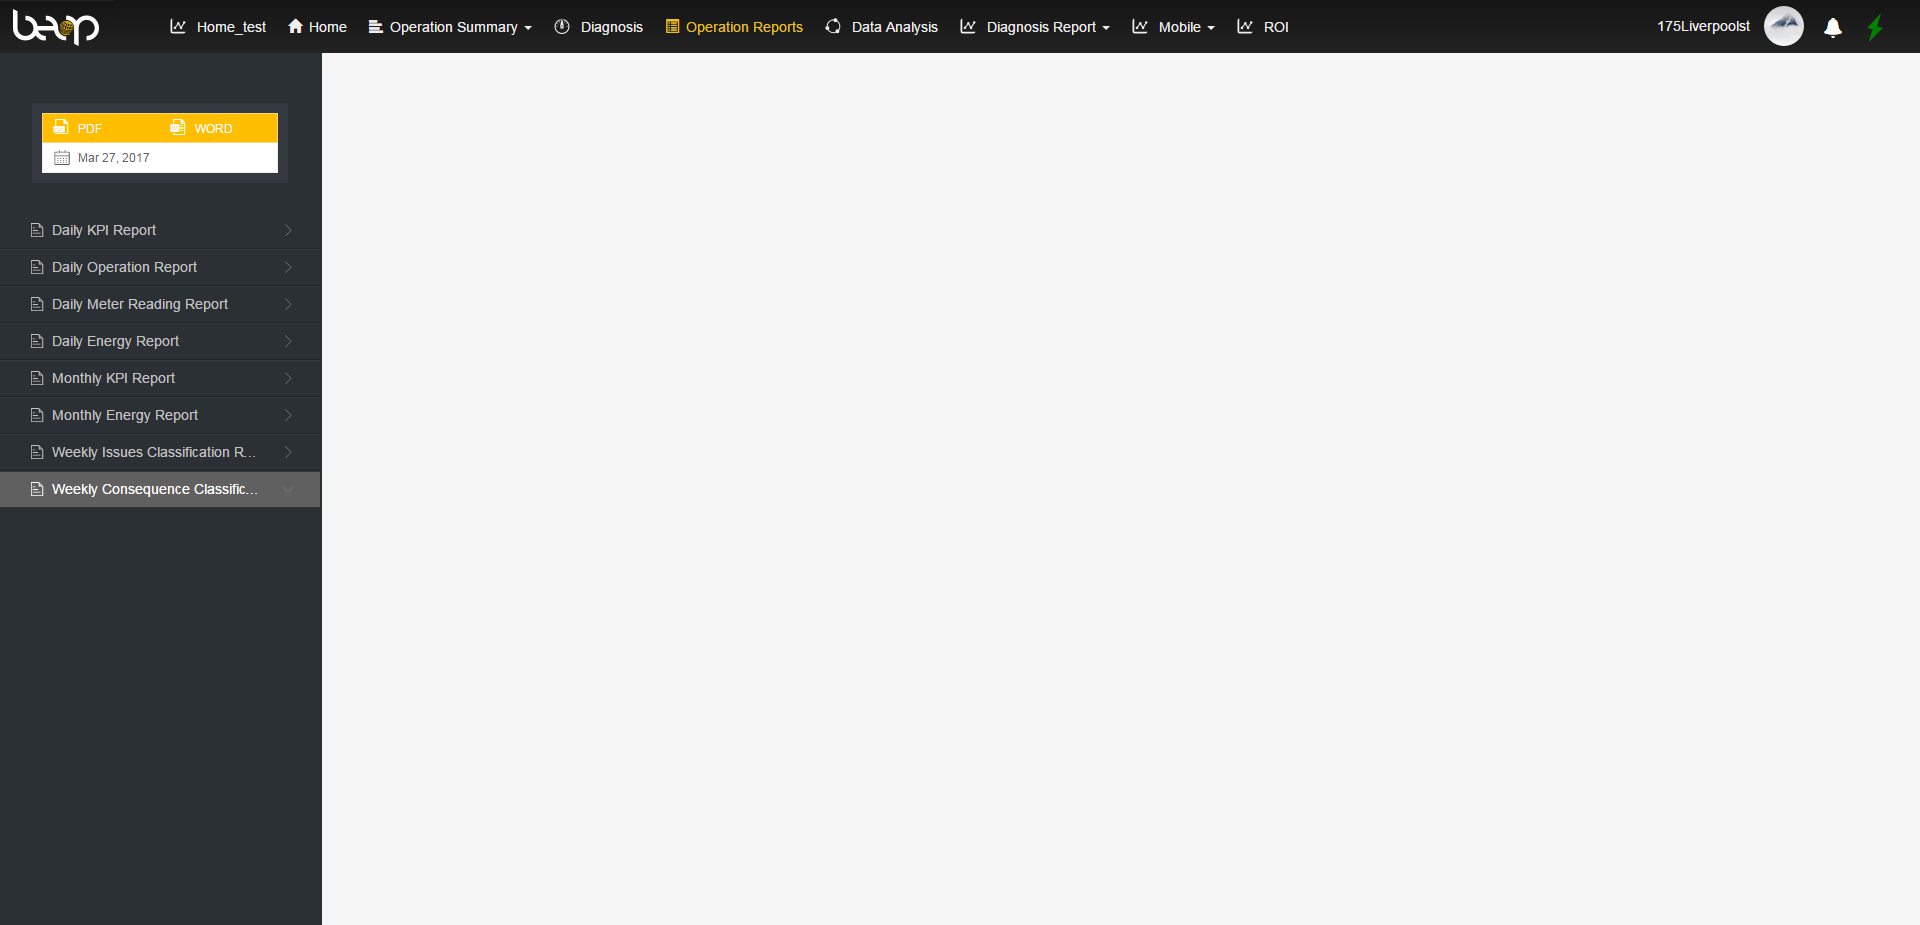 beop
Home_test
Home
Operation Summary
Diagnosis
Operation Reports
Data Analysis
Diagnosis Report
Mobile
ROI
175Liverpoolst
PDF
WORD
Mar 27, 2017
Daily KPI Report
Daily Operation Report
Daily Meter Reading Report
Daily Energy Report
Monthly KPI Report
Monthly Energy Report
Weekly Issues Classification R...
Weekly Consequence Classific...